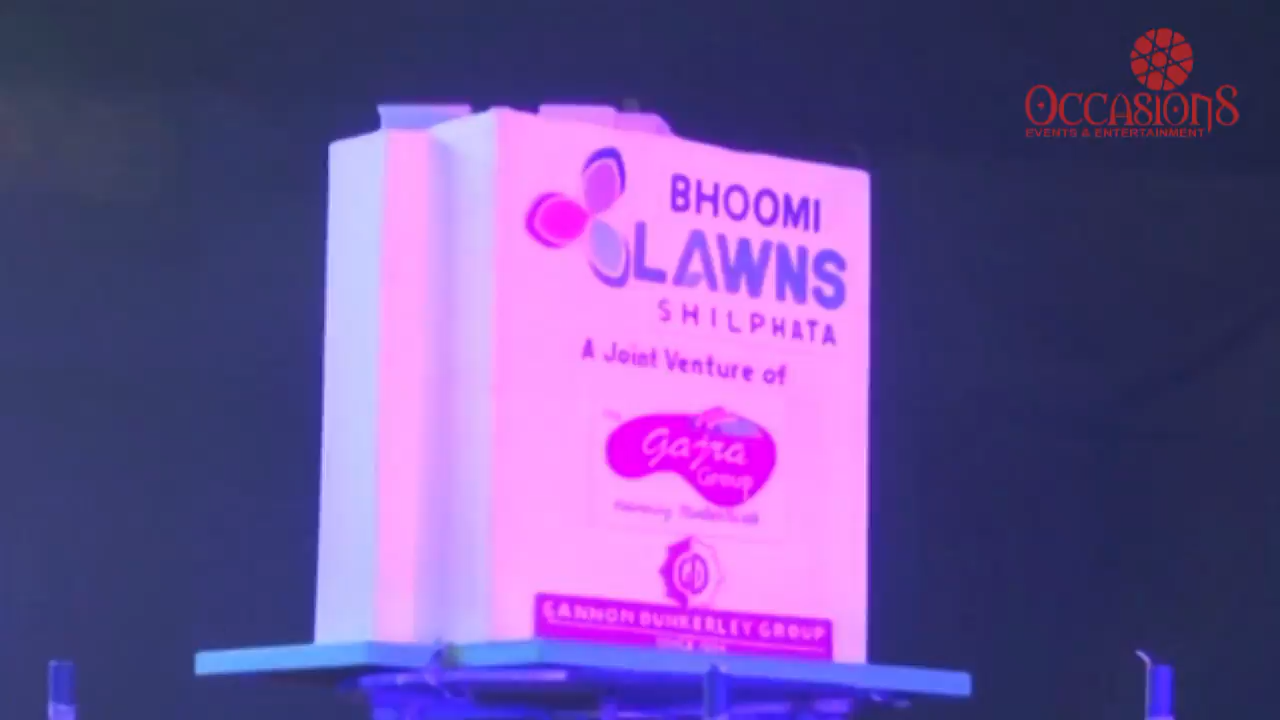 OCCASIONS
EVENTS & ENTERTAINMENT
BHOOMI
LAWNS
SHILPHATA
A Joint Venture of
Gajra
Group
GANNON DUNKERLEY GROUP